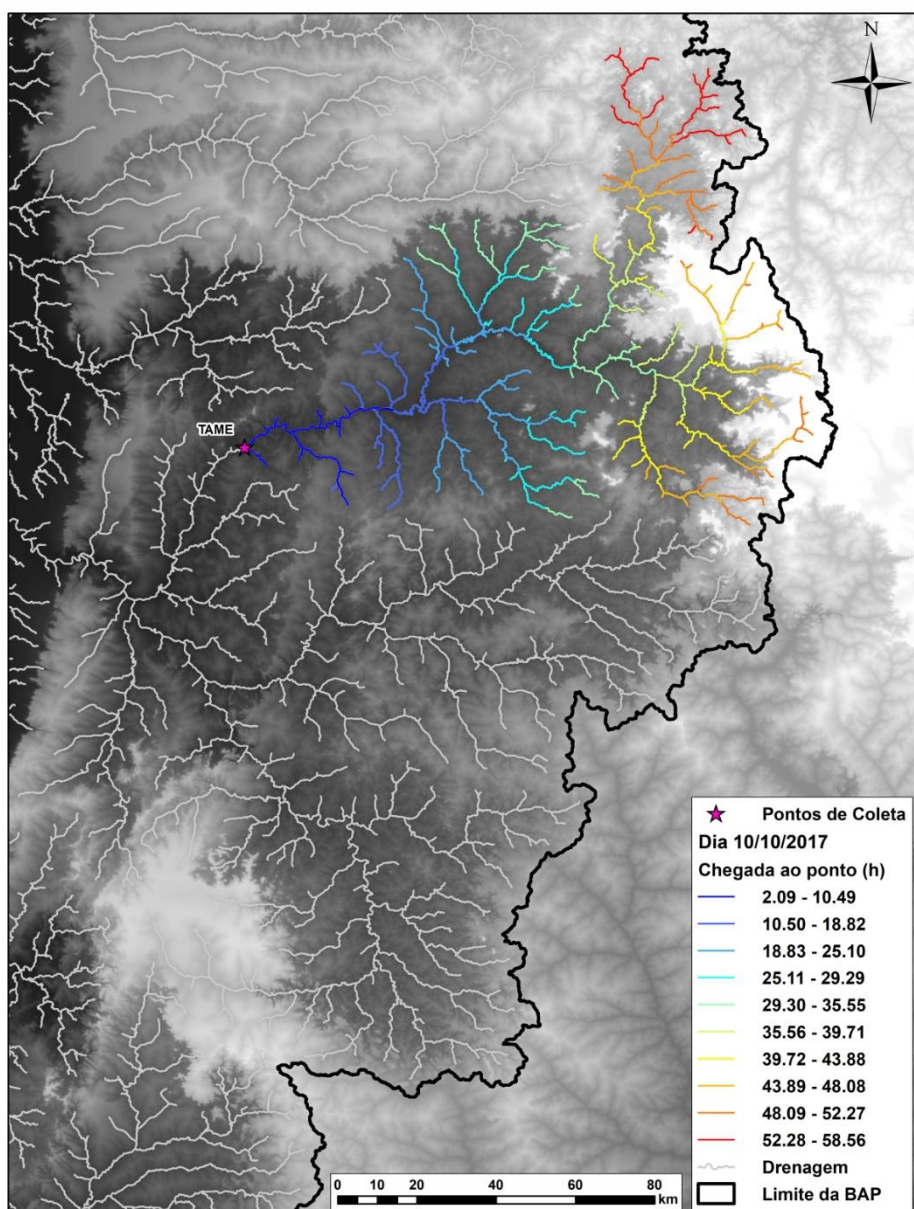 N
TAME
Pontos de Coleta
Dia 10/10/2017
Chegada ao ponto (h)
2.09 - 10.49
10.50 - 18.82
18.83 - 25.10
25.11 - 29.29
29.30 - 35.55
35.56 - 39.71
39.72 - 43.88
43.89 - 48.08
48.09 - 52.27
52.28 - 58.56
Drenagem
Limite da BAP
0 20 40 60 80
km